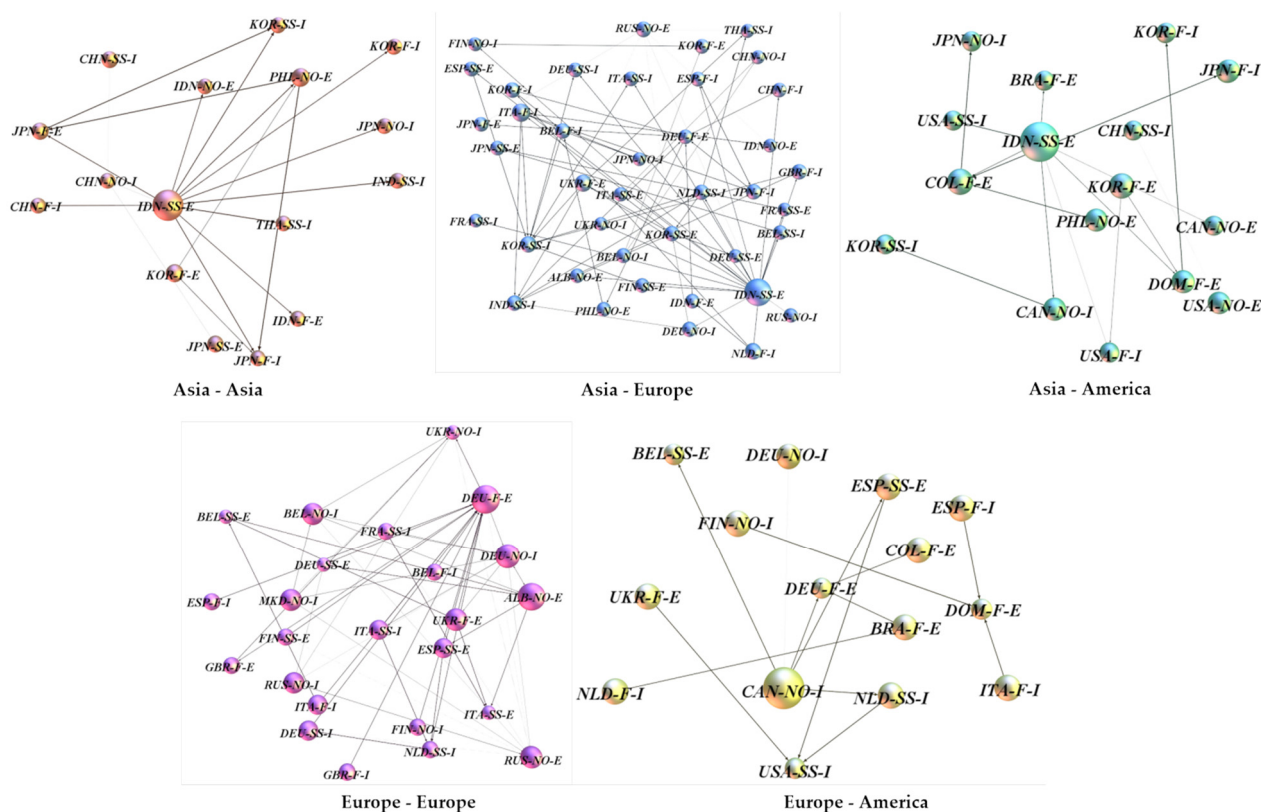 KOR-SS-I
KOR-F-I
CHN-SS-I
PHL-NO-E
IDN-NO-E
JPN-F-E
JPN-NO-I
CHN-NO-I
IND-SS-I
CHN-F-I
IDN-SS-E
THA-SS-I
KOR-F-E
IDN-F-E
JPN-SS-E
JPN-F-I
Asia - Asia
RUS-NO-E
THA-SS-I
FIN-NO-I
KOR-F-E
CHN-NO-I
ESP-SS-E
DEU-SS-I
ITA-SS-I
ESP-F-I
KOR-F-I
CHN-F-I
ITA-F-I
JPN-F-E
BEL-F-I
DEU-F-E
JPN-SS-E
IDN-NO-E
JPN-NO-I
GBR-F-I
UKR-F-E
ITA-SS-E
NLD-SS-I
JPN-F-I
FRA-SS-E
FRA-SS-I
UKR-NO-I
KOR-SS-E
BEL-SS-I
KOR-SS-I
BEL-NO-I
DEU-SS-E
ALB-NO-E
FIN-SS-E
IDN-SS-E
IND-SS-I
PHL-NO-E
IDN-F-E
RUS-NO-I
DEU-NO-I
NLD-F-I
Asia - Europe
JPN-NO-I
KOR-F-I
BRA-F-E
JPN-F-I
USA-SS-I
CHN-SS-I
IDN-SS-E
COL-F-E
KOR-F-E
PHL-NO-E
CAN-NO-E
KOR-SS-I
DOM-F-E
CAN-NO-I
USA-NO-E
USA-F-I
Asia - America
UKR-NO-I
DEU-F-E
BEL-SS-E
BEL-NO-I
FRA-SS-I
DEU-NO-I
DEU-SS-E
BEL-F-I
ESP-F-I
MKD-NO-I
ALB-NO-E
FIN-SS-E
ITA-SS-I
UKR-F-E
ESP-SS-E
GBR-F-E
RUS-NO-I
ITA-F-I
ITA-SS-E
DEU-SS-I
FIN-NO-I
NLD-SS-I
RUS-NO-E
GBR-F-I
Europe - Europe
BEL-SS-E
DEU-NO-I
ESP-SS-E
ESP-F-I
FIN-NO-I
COL-F-E
UKR-F-E
DEU-F-E
DOM-F-E
BRA-F-E
NLD-F-I
CAN-NO-I
NLD-SS-I
ITA-F-I
USA-SS-I
Europe - America